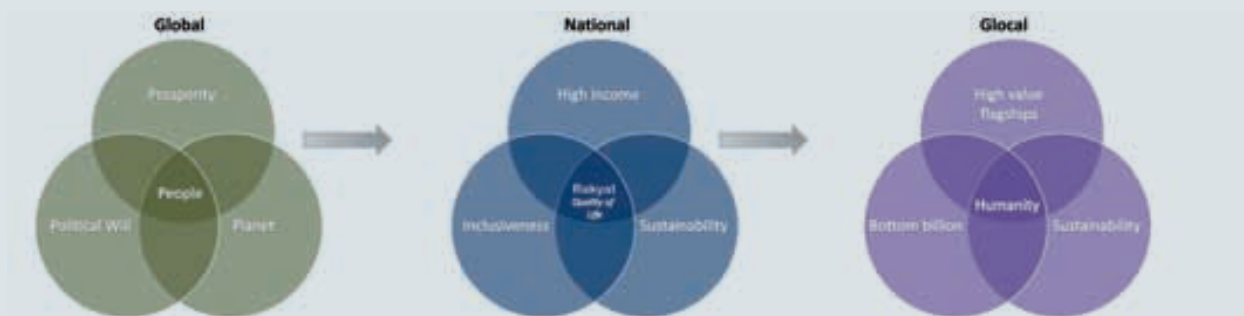 Global
Prosperity
People
Political Will
Planet
National
High Income
Rakyat
Quality of
Life
Inclusiveness
Sustainability
Glocal
High value
flagships
Humanity
Bottom billion
Sustainability